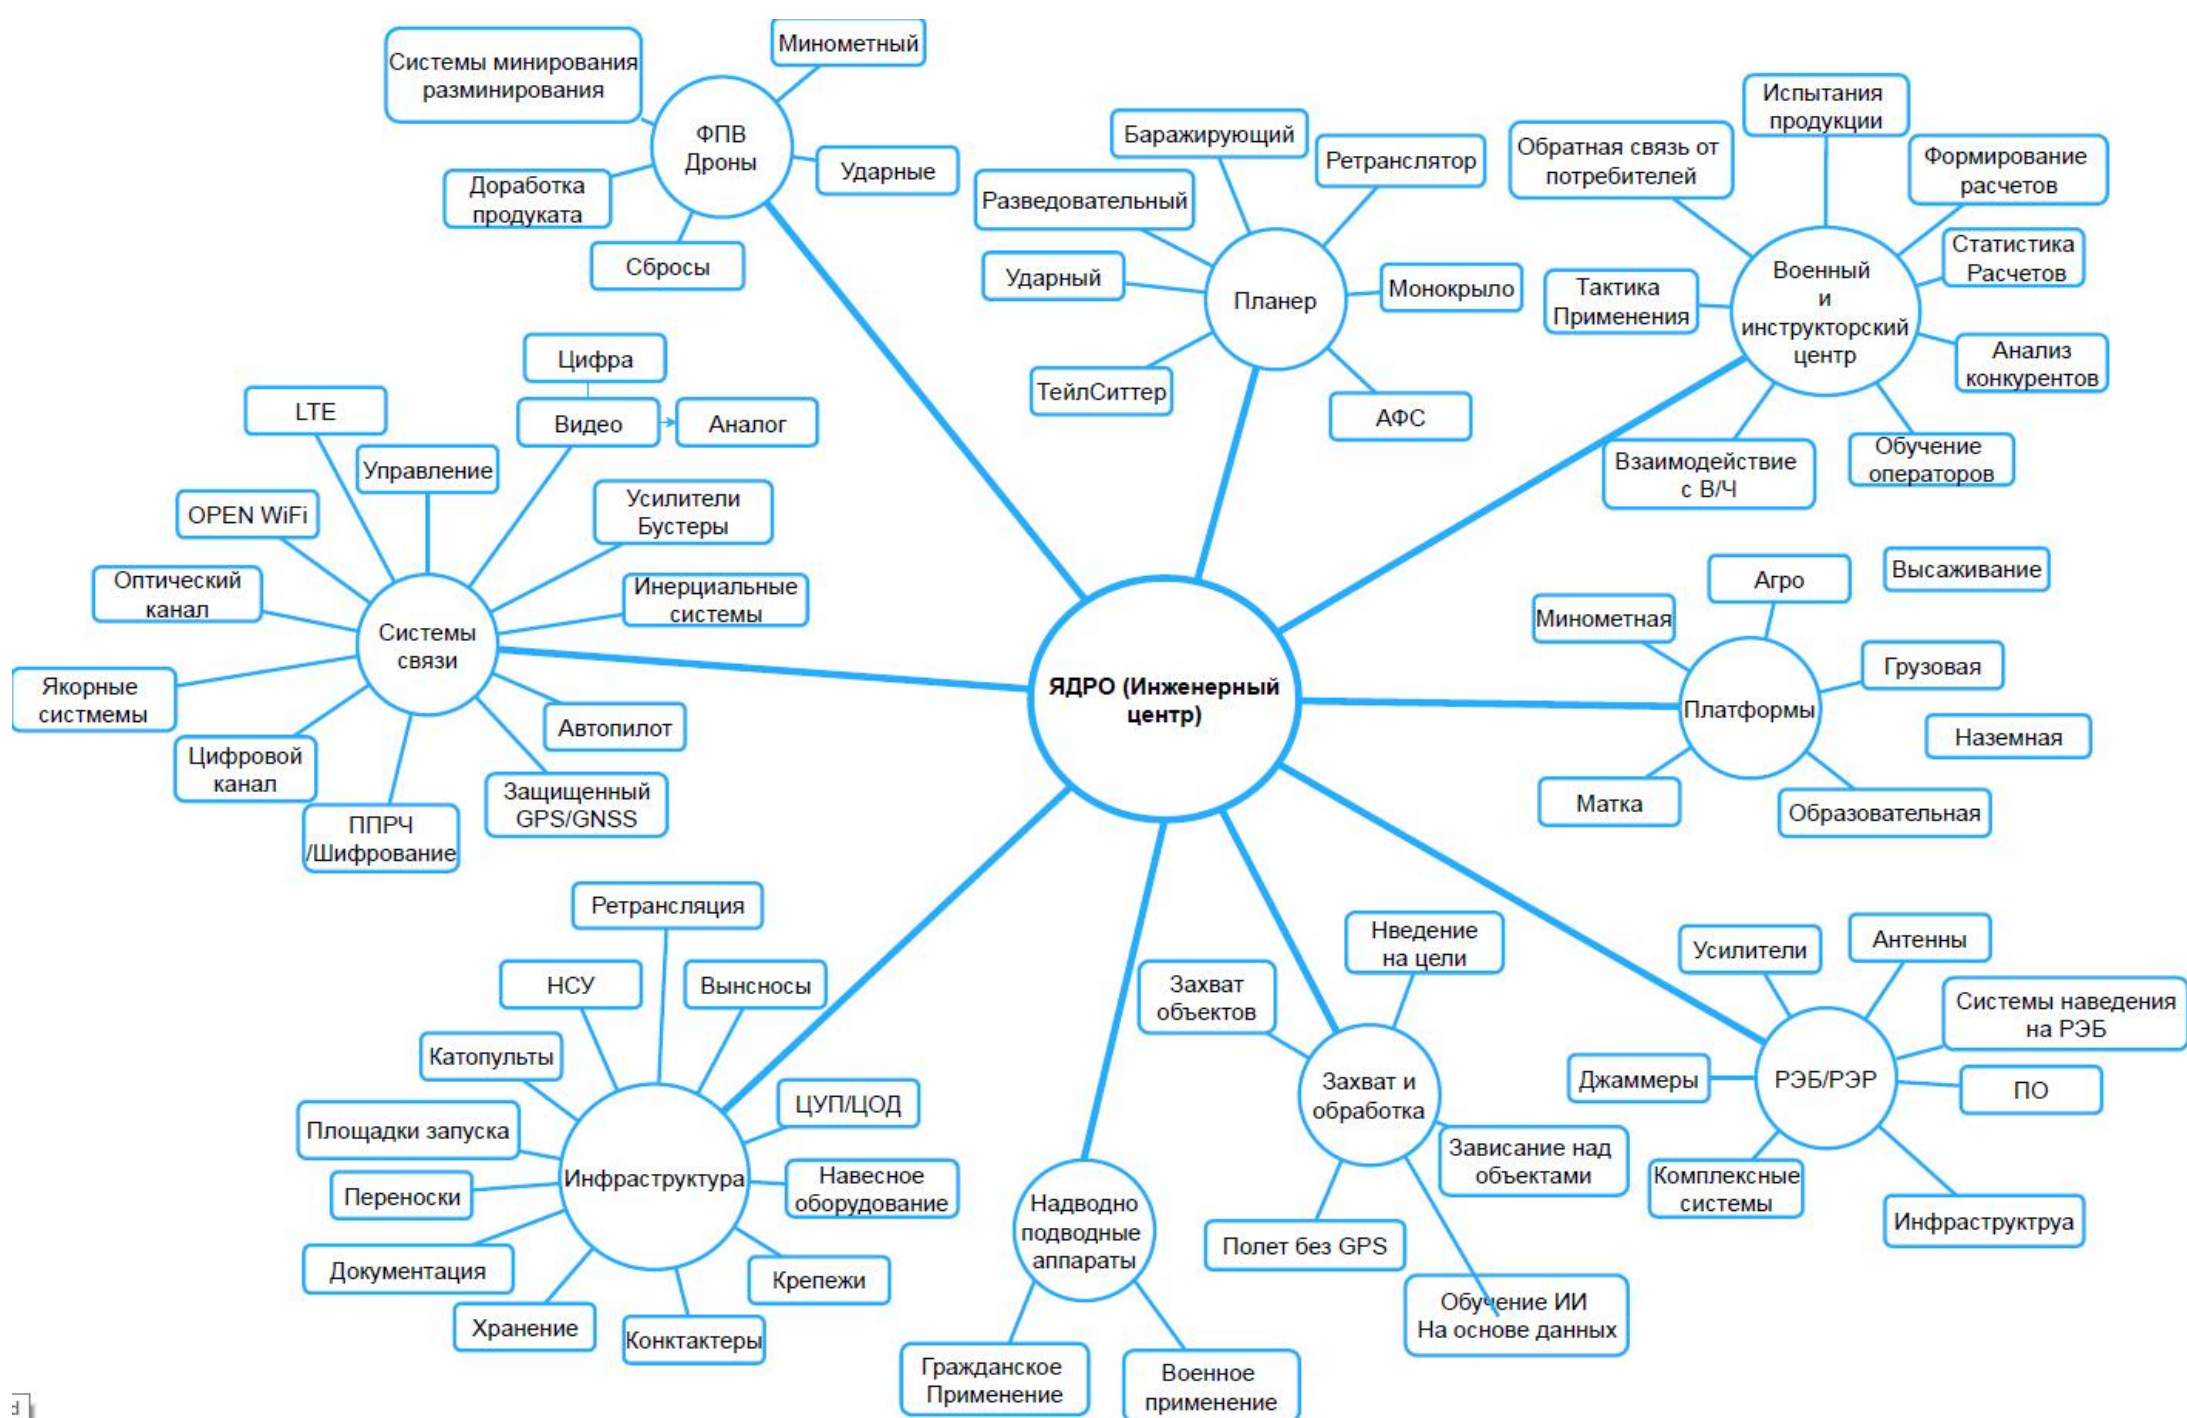 Системы минирования
разминирования
Минометный
ФПВ
Дроны
Ударные
Доработка
продуката
Сбросы
Баражирующий
Ретранслятор
Разведовательный
Ударный
Планер
Монокрыло
ТейлСиттер
АФС
Испытания
продукции
Обратная связь от
потребителей
Формирование
расчетов
Статистика
Расчетов
Военный
и
инструкторский
центр
Тактика
Применения
Анализ
конкурентов
Обучение
операторов
Взаимодействие
с В/Ч
Цифра
Видео
Аналог
LTE
Управление
OPEN WiFi
Усилители
Бустеры
Оптический
канал
Инерциальные
системы
Системы
связи
Якорные
систмемы
Автопилот
Цифровой
канал
Защищенный
GPS/GNSS
ППРЧ
/Шифрование
ЯДРО (Инженерный
центр)
Агро
Высаживание
Минометная
Грузовая
Платформы
Наземная
Матка
Образовательная
Ретрансляция
НСУ
Вынсносы
Катопульты
ЦУП/ЦОД
Площадки запуска
Инфраструктура
Переноски
Навесное
оборудование
Документация
Крепежи
Хранение
Конктактеры
Надводно
подводные
аппараты
Гражданское
Применение
Военное
применение
Нведение
на цели
Захват
объектов
Захват и
обработка
Зависание над
объектами
Полет без GPS
Обучение ИИ
На основе данных
Усилители
Антенны
Системы наведения
на РЭБ
Джаммеры
РЭБ/РЭР
ПО
Комплексные
системы
Инфраструктруа
d